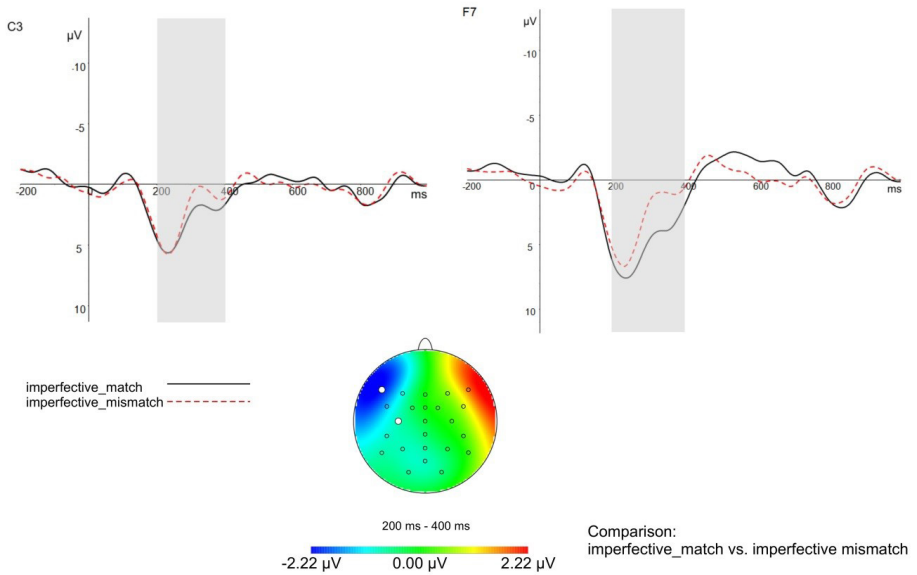 C3
µV
-10
-5
-200
0
200
400
600
800
ms
5
10
F7
µV
-10
-5
-200
200
400
600
800
ms
5
10
imperfective_match
imperfective_mismatch
200 ms - 400 ms
-2.22 µV
0.00 µV
2.22 µV
Comparison:
imperfective_match vs. imperfective mismatch